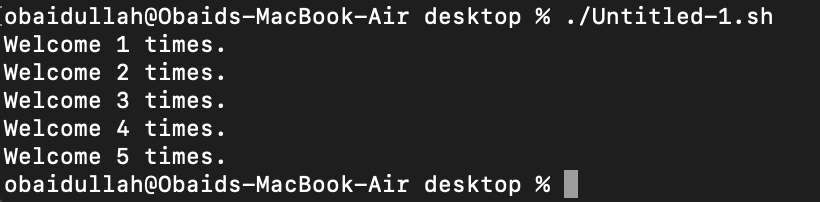 obaidullah@Obaids-MacBook-Air desktop % ./Untitled-1.sh
Welcome 1 times.
Welcome 2 times.
Welcome 3 times.
Welcome 4 times.
Welcome 5 times.
obaidullah@Obaids-MacBook-Air desktop %